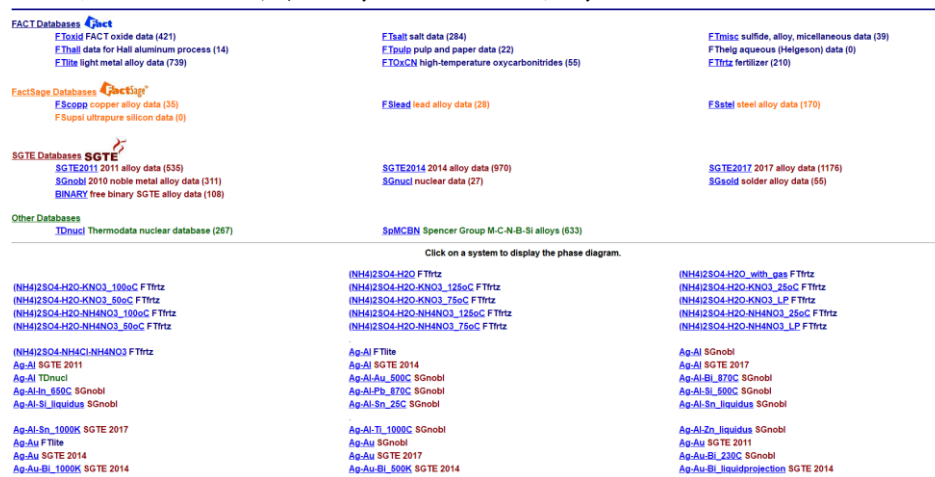 FACT Databases Fact
FToxid FACT oxide data (421) FTsalt salt data (284) FTmisc sulfide, alloy, micellaneous data (39)
FThall data for Hall aluminum process (14) FTpulp pulp and paper data (22) FThelg aqueous (Helgeson) data (0)
FTlite light metal alloy data (739) FTOxCN high-temperature oxycarbonitrides (55) FTfrtz fertilizer (210)
FactSage Databases FactSage
FScopp copper alloy data (35) FSlead lead alloy data (28) FSstel steel alloy data (170)
FSupsi ultrapure silicon data (0)
SGTE Databases SGTE
SGTE2011 2011 alloy data (535) SGTE2014 2014 alloy data (970) SGTE2017 2017 alloy data (1176)
SGnobl 2010 noble metal alloy data (311) SGnucl nuclear data (27) SGsold solder alloy data (55)
BINARY free binary SGTE alloy data (108)
Other Databases
TDnucl Thermodata nuclear database (267) SpMCBN Spencer Group M-C-N-B-Si alloys (633)
Click on a system to display the phase diagram.
(NH4)2SO4-H2O FTfrtz (NH4)2SO4-H2O_with_gas FTfrtz
(NH4)2SO4-H2O-KNO3_100oC FTfrtz (NH4)2SO4-H2O-KNO3_125oC FTfrtz (NH4)2SO4-H2O-KNO3_25oC FTfrtz
(NH4)2SO4-H2O-KNO3_50oC FTfrtz (NH4)2SO4-H2O-KNO3_75oC FTfrtz (NH4)2SO4-H2O-KNO3_LP FTfrtz
(NH4)2SO4-H2O-NH4NO3_100oC FTfrtz (NH4)2SO4-H2O-NH4NO3_125oC FTfrtz (NH4)2SO4-H2O-NH4NO3_25oC FTfrtz
(NH4)2SO4-H2O-NH4NO3_50oC FTfrtz (NH4)2SO4-H2O-NH4NO3_75oC FTfrtz (NH4)2SO4-H2O-NH4NO3_LP FTfrtz
(NH4)2SO4-NH4Cl-NH4NO3 FTfrtz Ag-Al FTlite Ag-Al SGnobl
Ag-Al SGTE 2011 Ag-Al SGTE 2014 Ag-Al SGTE 2017
Ag-Al TDnucl Ag-Al-Au_500C SGnobl Ag-Al-Bi_870C SGnobl
Ag-Al-In_650C SGnobl Ag-Al-Pb_870C SGnobl Ag-Al-Si_500C SGnobl
Ag-Al-Si_liquidus SGnobl Ag-Al-Sn_25C SGnobl Ag-Al-Sn_liquidus SGnobl
Ag-Al-Sn_1000K SGTE 2017 Ag-Al-Ti_1000C SGnobl Ag-Al-Zn_liquidus SGnobl
Ag-Au FTlite Ag-Au SGnobl Ag-Au SGTE 2011
Ag-Au SGTE 2014 Ag-Au SGTE 2017 Ag-Au-Bi_230C SGnobl
Ag-Au-Bi_1000K SGTE 2014 Ag-Au-Bi_500K SGTE 2014 Ag-Au-Bi_liquidprojection SGTE 2014